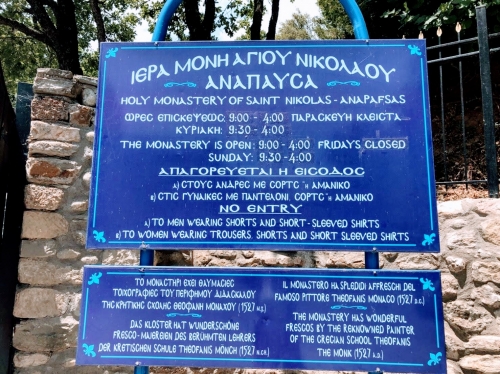 ΙΕΡΑ ΜΟΝΗ ΑΓΙΟΥ ΝΙΚΟΛΑΟΥ
ΑΝΑΠΑΥΣΑ
HOLY MONASTERY OF SAINT NIKOLAS - ANAPAFSAS
ΩΡΕΣ ΕΠΙΣΚΕΨΕΩΣ: 9:00 - 4:00 ΠΑΡΑΣΚΕΥΗ ΚΛΕΙΣΤΑ
ΚΥΡΙΑΚΗ: 9:30 - 4:00
THE MONASTERY IS OPEN: 9:00 - 4:00 FRIDAYS CLOSED
SUNDAY: 9:30 - 4:00
ΑΠΑΓΟΡΕΥΕΤΑΙ Η ΕΙΣΟΔΟΣ
Α) ΣΤΟΥΣ ΑΝΔΡΕΣ ΜΕ ΣΟΡΤΣ Ή ΑΜΑΝΙΚΟ
Β) ΣΤΙΣ ΓΥΝΑΙΚΕΣ ΜΕ ΠΑΝΤΕΛΟΝΙ, ΣΟΡΤΣ Ή ΑΜΑΝΙΚΟ
NO ENTRY
A) TO MEN WEARING SHORTS AND SHORT - SLEEVED SHIRTS
B) TO WOMEN WEARING TROUSERS, SHORTS AND SHORT SLEEVED SHIRTS
ΤΟ ΜΟΝΑΣΤΗΡΙ ΕΧΕΙ ΘΑΥΜΑΣΙΕΣ
ΤΟΙΧΟΓΡΑΦΙΕΣ ΤΟΥ ΠΕΡΙΦΗΜΟΥ ΔΙΔΑΣΚΑΛΟΥ
ΤΗΣ ΚΡΗΤΙΚΗΣ ΣΧΟΛΗΣ ΘΕΟΦΑΝΗ ΜΟΝΑΧΟΥ (1527 Μ.Χ.)
DAS KLOSTER HAT WUNDERSCHÖNE
FRESCO - MALEREIEN DES BERÜHMTEN LEHRERS
DER KRETISCHEN SCHULE THEOFANIS MÖNCH (1527 N.CH.)
IL MONASTERO HA SPLEDIDI AFFRESCHI DEL
FAMOSO PITTORE THEOFANIS MONACO (1527 D.C.)
THE MONASTERY HAS WONDERFUL
FRESCOS BY THE REKNOWNED PAINTER
OF THE CRECIAN SCHOOL THEOFANIS
THE MONK (1527 A.D.)